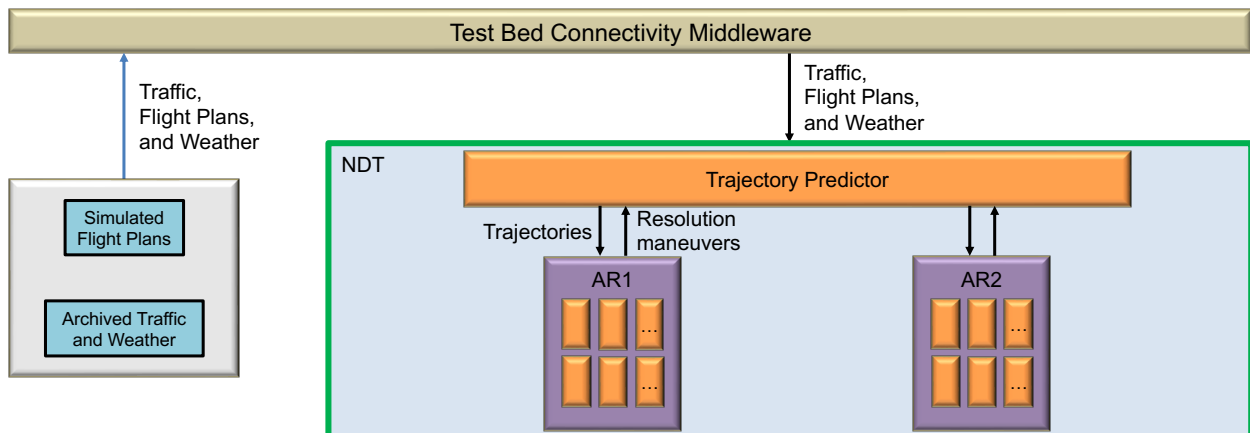 Test Bed Connectivity Middleware
Traffic,
Flight Plans,
and Weather
Traffic,
Flight Plans,
and Weather
NDT
Trajectory Predictor
Simulated
Flight Plans
Trajectories
Resolution
maneuvers
AR1
AR2
Archived Traffic
and Weather
...
...
...
...